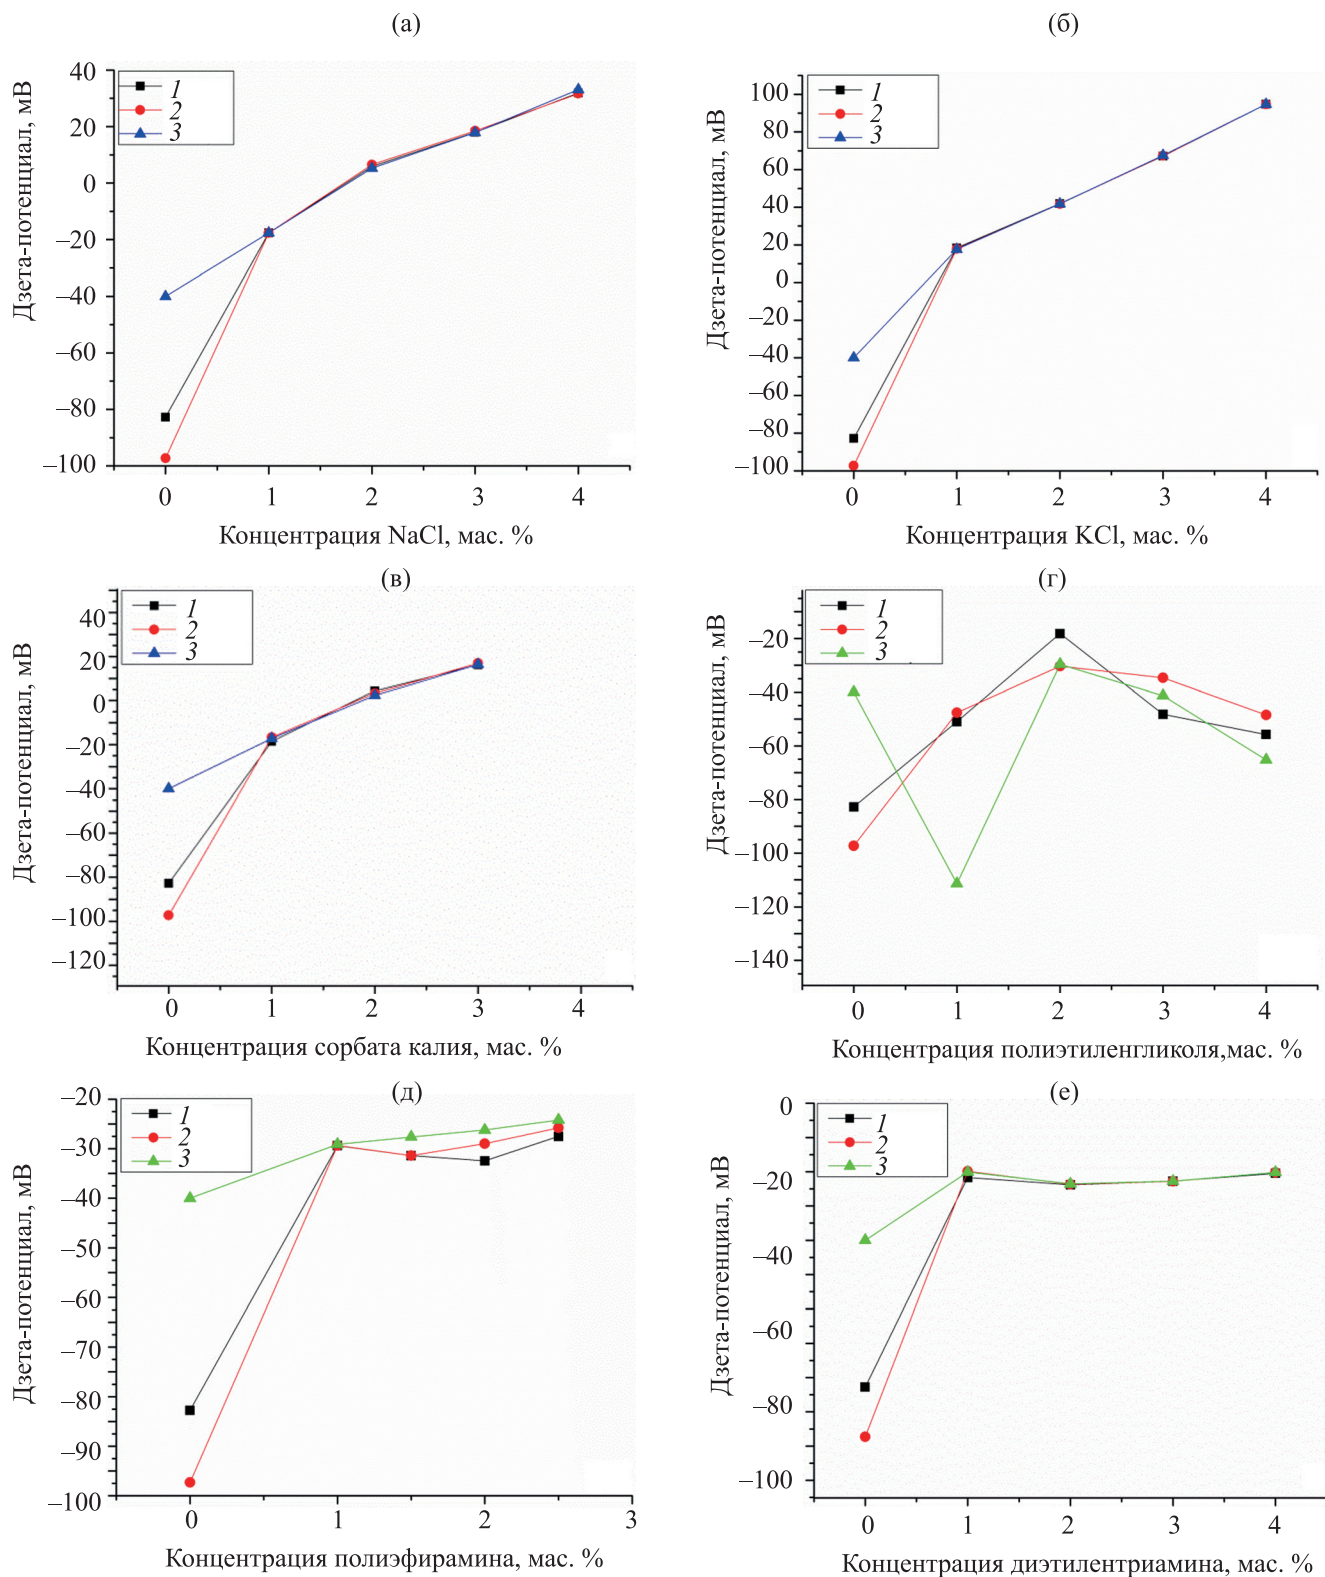 (а)
Дзета-потенциал, мВ
40
20
0
–20
–40
–60
–80
–100
1
2
3
0 1 2 3 4
Концентрация NaCl, мас. %
(б)
Дзета-потенциал, мВ
100
80
60
40
20
0
–20
–40
–60
–80
–100
1
2
3
0 1 2 3 4
Концентрация KCl, мас. %
(в)
Дзета-потенциал, мВ
40
20
0
–20
–40
–60
–80
–100
–120
1
2
3
0 1 2 3 4
Концентрация сорбата калия, мас. %
(г)
Дзета-потенциал, мВ
–20
–40
–60
–80
–100
–120
–140
1
2
3
0 1 2 3 4
Концентрация полиэтиленгликоля,мас. %
(д)
Дзета-потенциал, мВ
–20
–30
–40
–50
–60
–70
–80
–90
–100
1
2
3
0 1 2 3
Концентрация полиэфирамина, мас. %
(е)
Дзета-потенциал, мВ
0
–20
–40
–60
–80
–100
1
2
3
0 1 2 3 4
Концентрация диэтилентриамина, мас. %